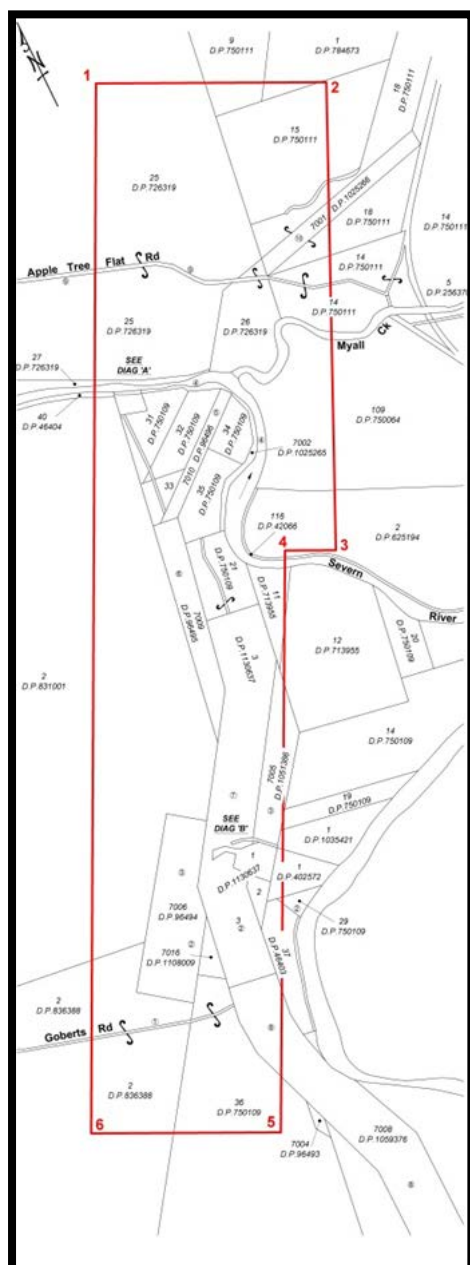 N
9
D.P.750111
1
D.P.784673
1
2
18
D.P.750111
15
D.P.750111
25
D.P.726319
7001 D.P.1025266
18
D.P.750111
14
D.P.750111
14
D.P.750111
5
D.P.25637
Apple Tree Flat Rd
14
D.P.750111
25
D.P.726319
26
D.P.726319
Myall Ck
SEE
DIAG 'A'
27
D.P.726319
40
D.P.46404
31
D.P.750109
32
D.P.750109
D.P.96496
7010
34
D.P.750109
33
35
D.P.750109
7002
D.P.1025265
109
D.P.750064
116
D.P.42066
4
3
2
D.P.625194
Severn River
21
D.P.750109
11
D.P.713955
7009
D.P.96495
3
D.P.1130637
12
D.P.713955
20
D.P.750109
2
D.P.831001
14
D.P.750109
7005
D.P.1051386
19
D.P.750109
SEE
DIAG 'B'
1
D.P.1035421
1
D.P.1130637
2
1
D.P.402572
7006
D.P.96494
3
29
D.P.750109
37
D.P.46403
7016
D.P.1108009
2
D.P.836388
Goberts Rd
2
D.P.836388
36
D.P.750109
6
5
7004
D.P.96493
7008
D.P.1059376